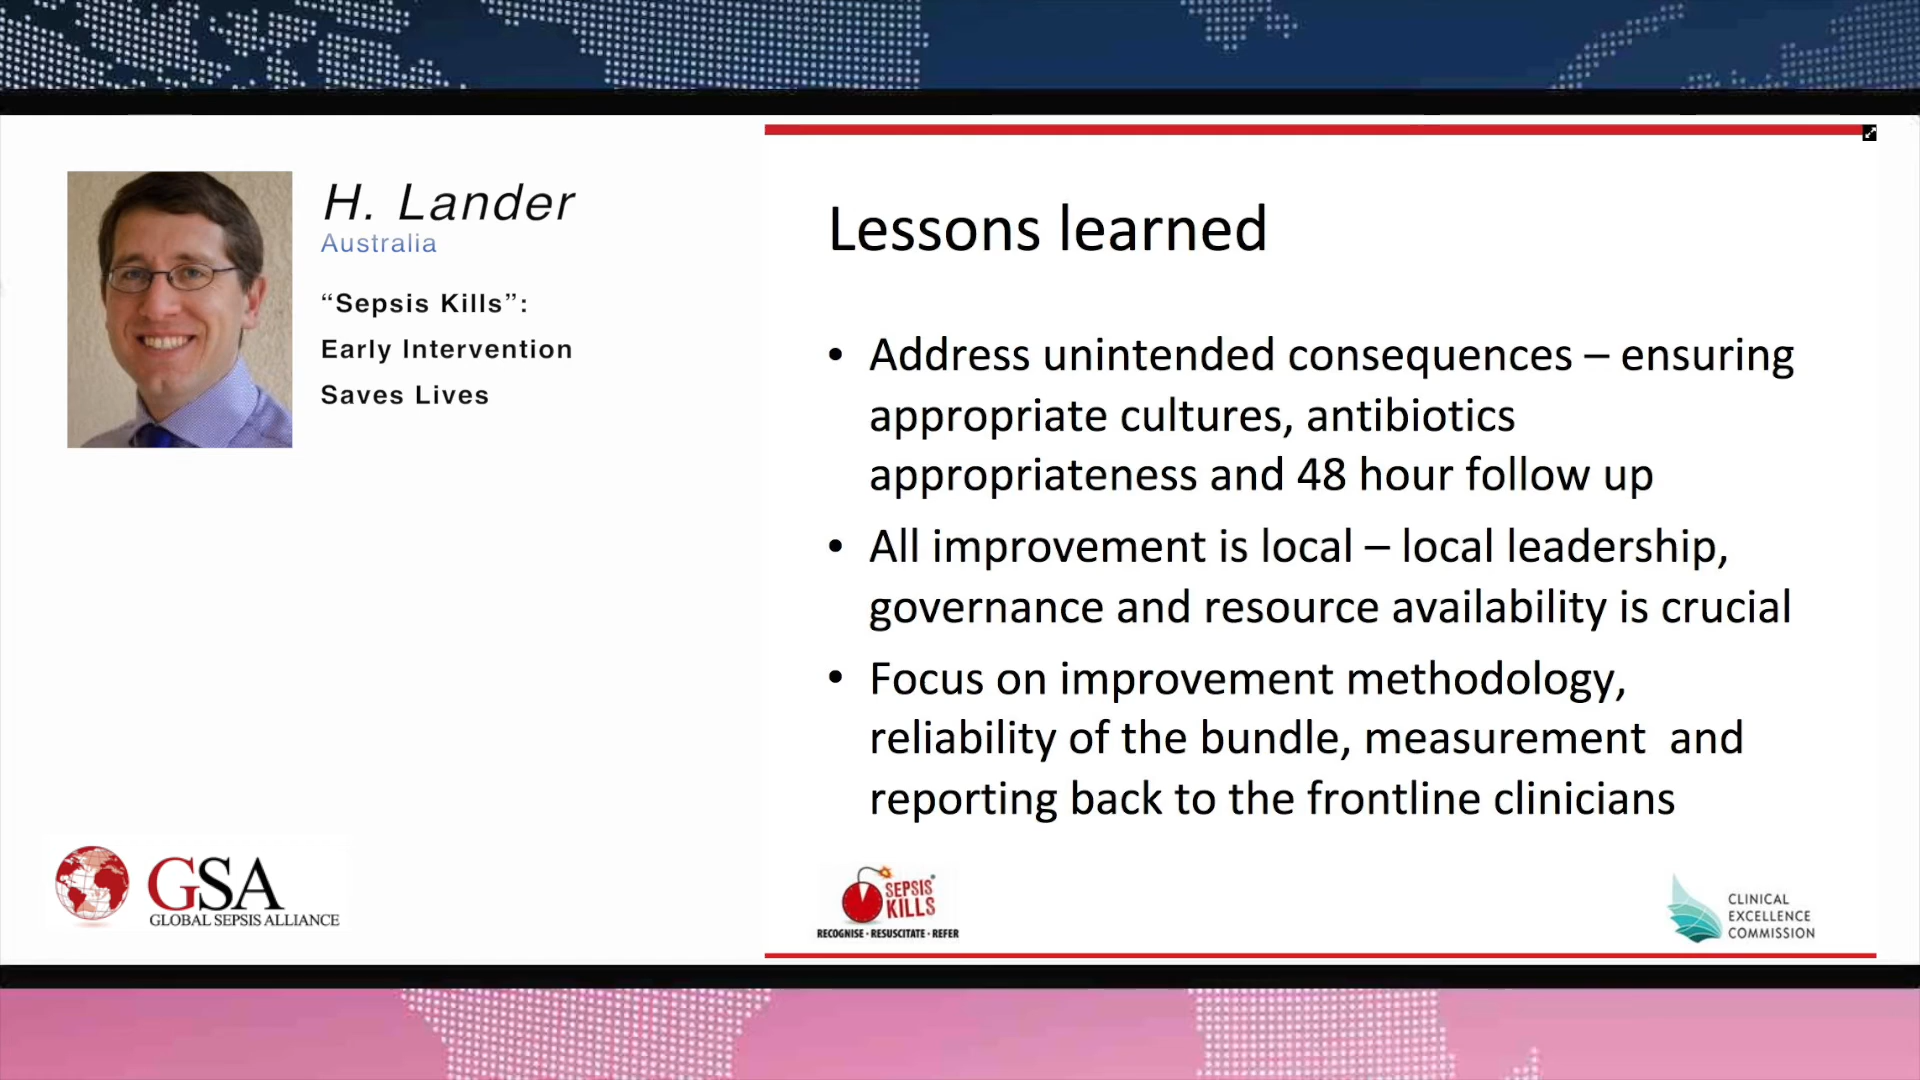 H. Lander
Australia
“Sepsis Kills”:
Early Intervention
Saves Lives
GSA
GLOBAL SEPSIS ALLIANCE
Lessons learned
• Address unintended consequences – ensuring
appropriate cultures, antibiotics
appropriateness and 48 hour follow up
• All improvement is local – local leadership,
governance and resource availability is crucial
• Focus on improvement methodology,
reliability of the bundle, measurement  and
reporting back to the frontline clinicians
SEPSIS
KILLS
RECOGNISE · RESUSCITATE · REFER
CLINICAL
EXCELLENCE
COMMISSION